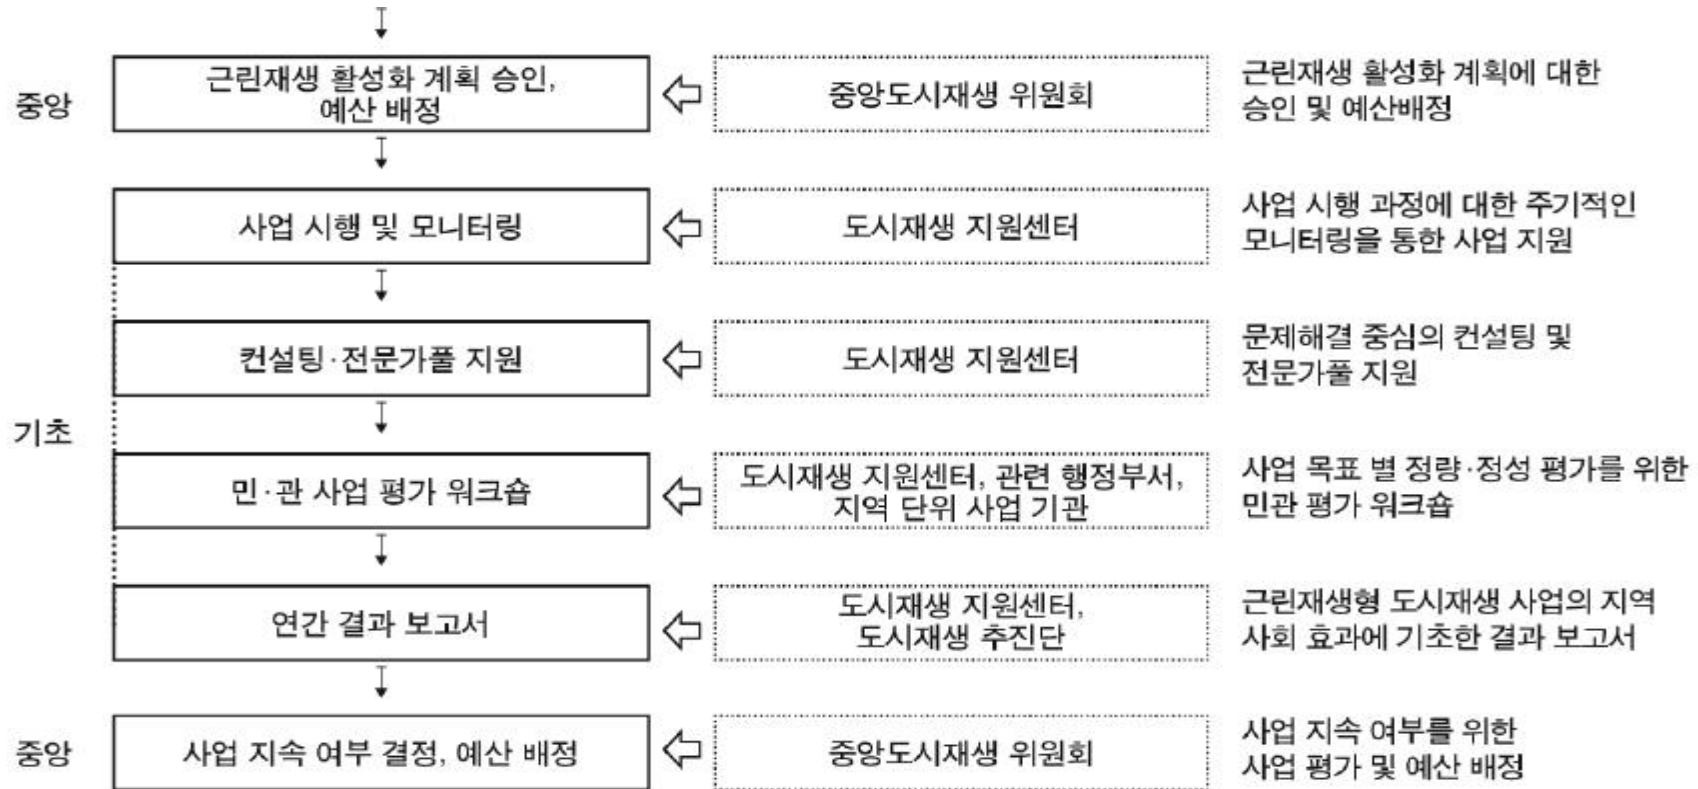 중앙
근린재생 활성화 계획 승인,
예산 배정
중앙도시재생 위원회
근린재생 활성화 계획에 대한
승인 및 예산배정
사업 시행 및 모니터링
도시재생 지원센터
사업 시행 과정에 대한 주기적인
모니터링을 통한 사업 지원
컨설팅·전문가풀 지원
도시재생 지원센터
문제해결 중심의 컨설팅 및
전문가풀 지원
기초
민·관 사업 평가 워크숍
도시재생 지원센터, 관련 행정부서,
지역 단위 사업 기관
사업 목표 별 정량·정성 평가를 위한
민관 평가 워크숍
연간 결과 보고서
도시재생 지원센터,
도시재생 추진단
근린재생형 도시재생 사업의 지역
사회 효과에 기초한 결과 보고서
중앙
사업 지속 여부 결정, 예산 배정
중앙도시재생 위원회
사업 지속 여부를 위한
사업 평가 및 예산 배정